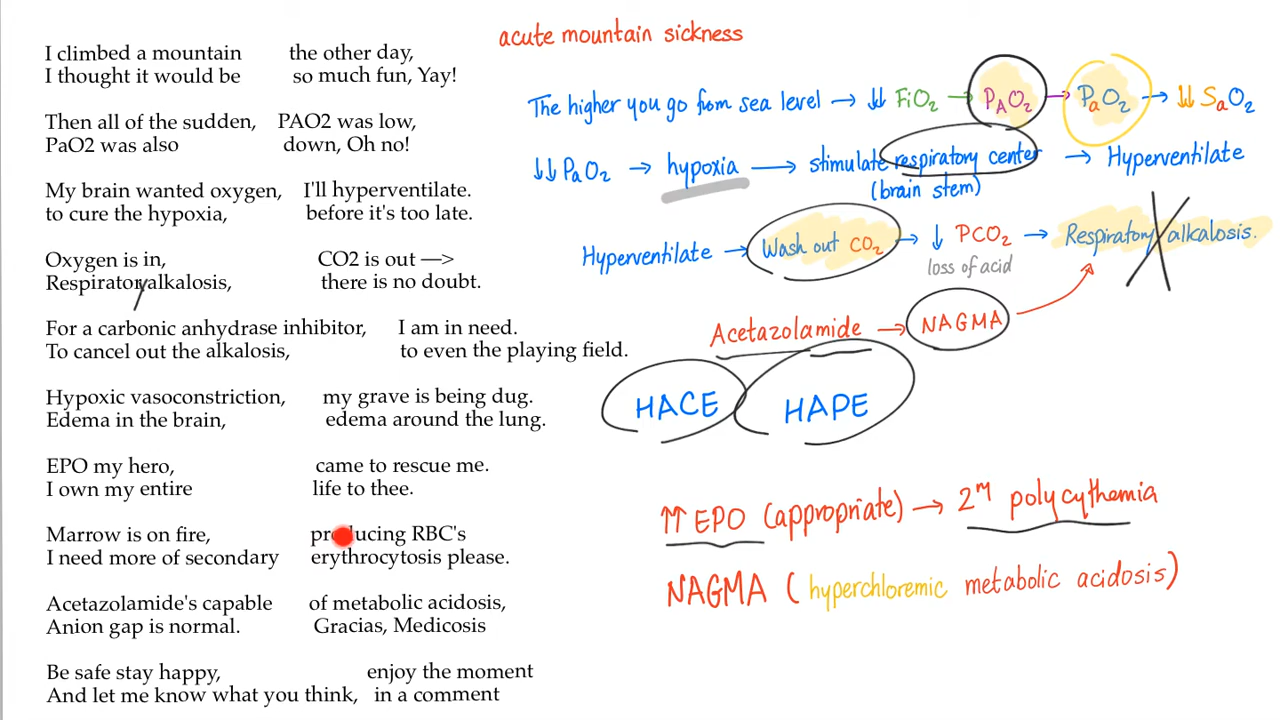 I climbed a mountain the other day,
I thought it would be so much fun, Yay!
Then all of the sudden, PAO2 was low,
PaO2 was also down, Oh no!
My brain wanted oxygen, I'll hyperventilate.
to cure the hypoxia, before it's too late.
Oxygen is in, CO2 is out —>
Respiratory alkalosis, there is no doubt.
For a carbonic anhydrase inhibitor, I am in need.
To cancel out the alkalosis, to even the playing field.
Hypoxic vasoconstriction, my grave is being dug.
Edema in the brain, edema around the lung.
EPO my hero, came to rescue me.
I own my entire life to thee.
Marrow is on fire, producing RBC's
I need more of secondary erythrocytosis please.
Acetazolamide's capable of metabolic acidosis,
Anion gap is normal. Gracias, Medicosis
Be safe stay happy, enjoy the moment
And let me know what you think, in a comment
acute mountain sickness
The higher you go from sea level → ↓↓ FiO2 → PAO2 → PaO2 → ↓↓ SaO2
↓↓ PaO2 → hypoxia → stimulate respiratory center → Hyperventilate
(brain stem)
Hyperventilate → Wash out CO2 → ↓ PCO2 → Respiratory alkalosis.
loss of acid
Acetazolamide → NAGMA
HACE HAPE
↑↑ EPO (appropriate) → 2ry polycythemia
NAGMA (hyperchloremic metabolic acidosis)